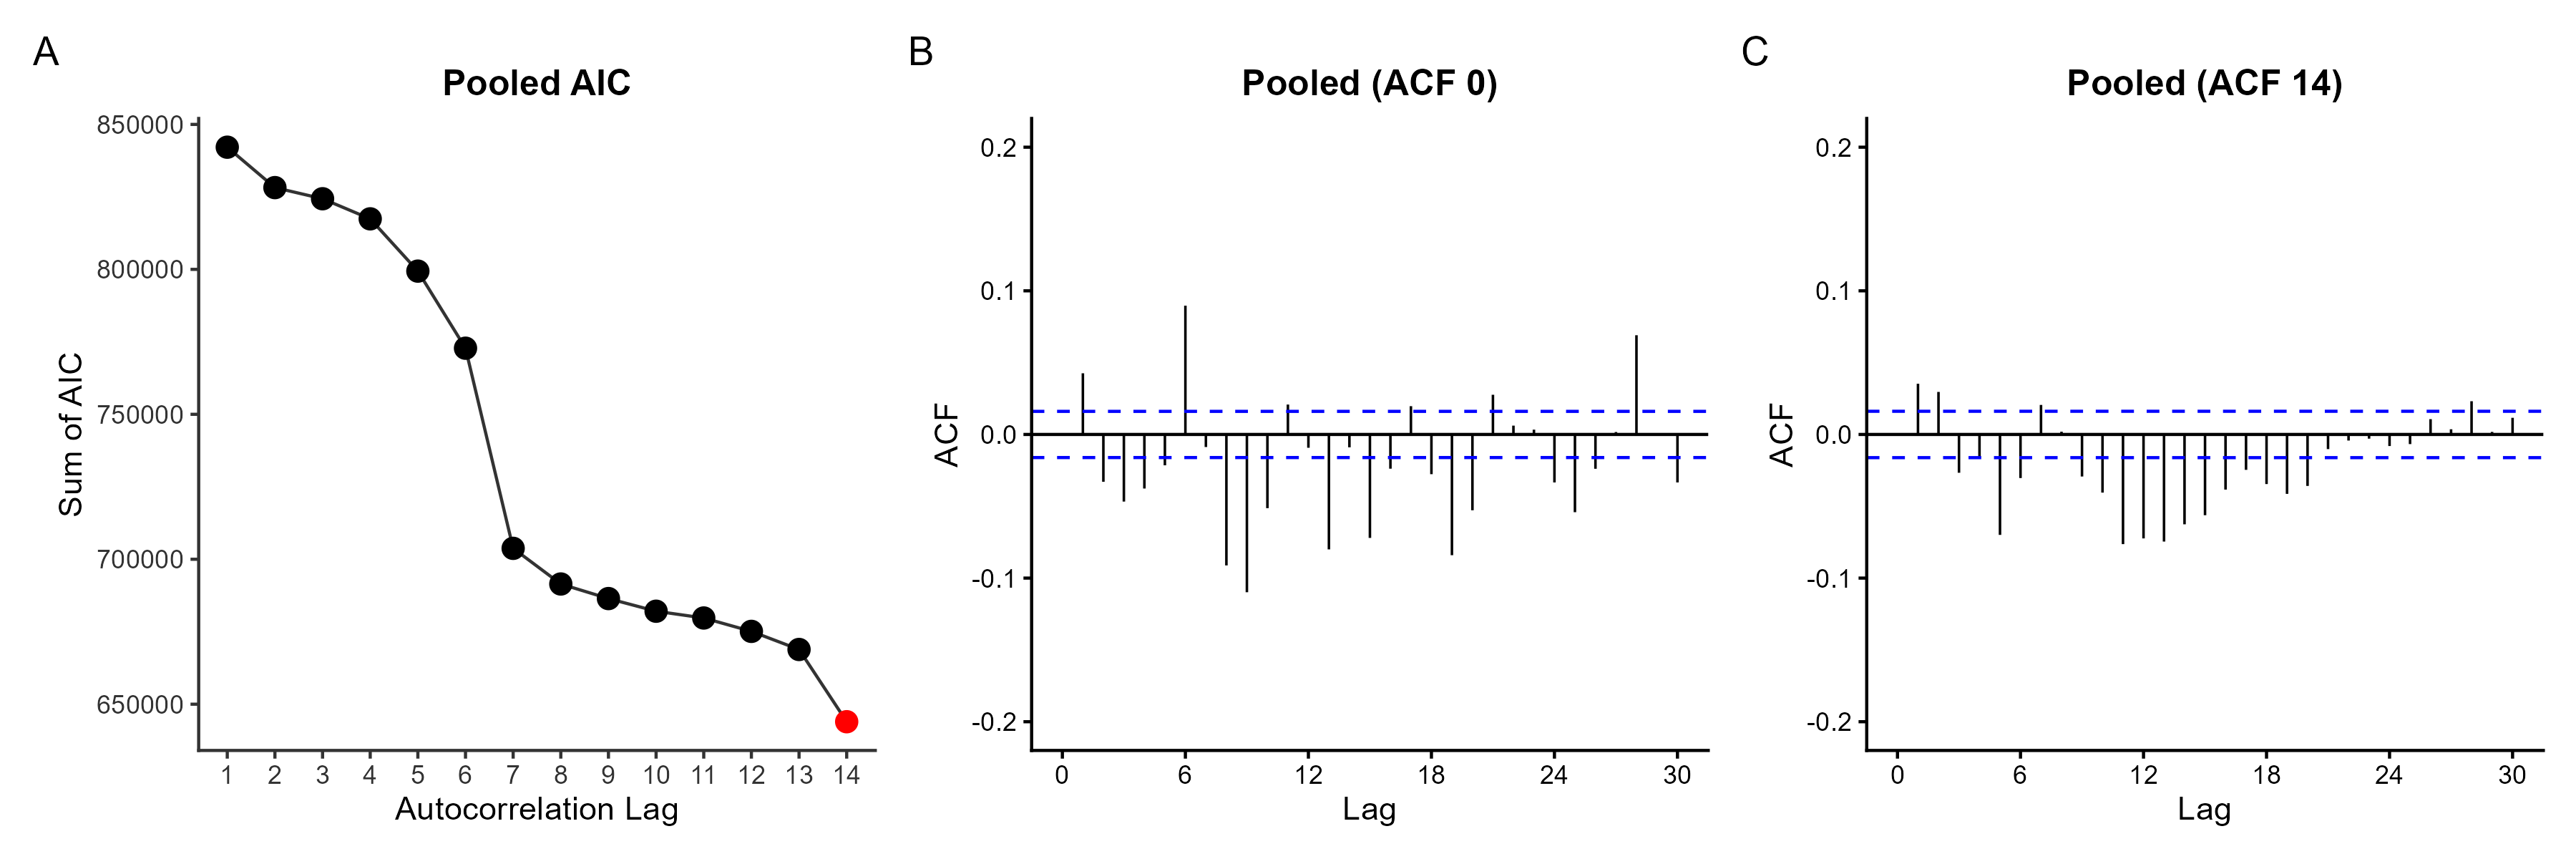 A
Pooled AIC
850000
800000
750000
700000
650000
Sum of AIC
1 2 3 4 5 6 7 8 9 10 11 12 13 14
Autocorrelation Lag
B
Pooled (ACF 0)
0.2
0.1
0.0
-0.1
-0.2
ACF
0 6 12 18 24 30
Lag
C
Pooled (ACF 14)
0.2
0.1
0.0
-0.1
-0.2
ACF
0 6 12 18 24 30
Lag